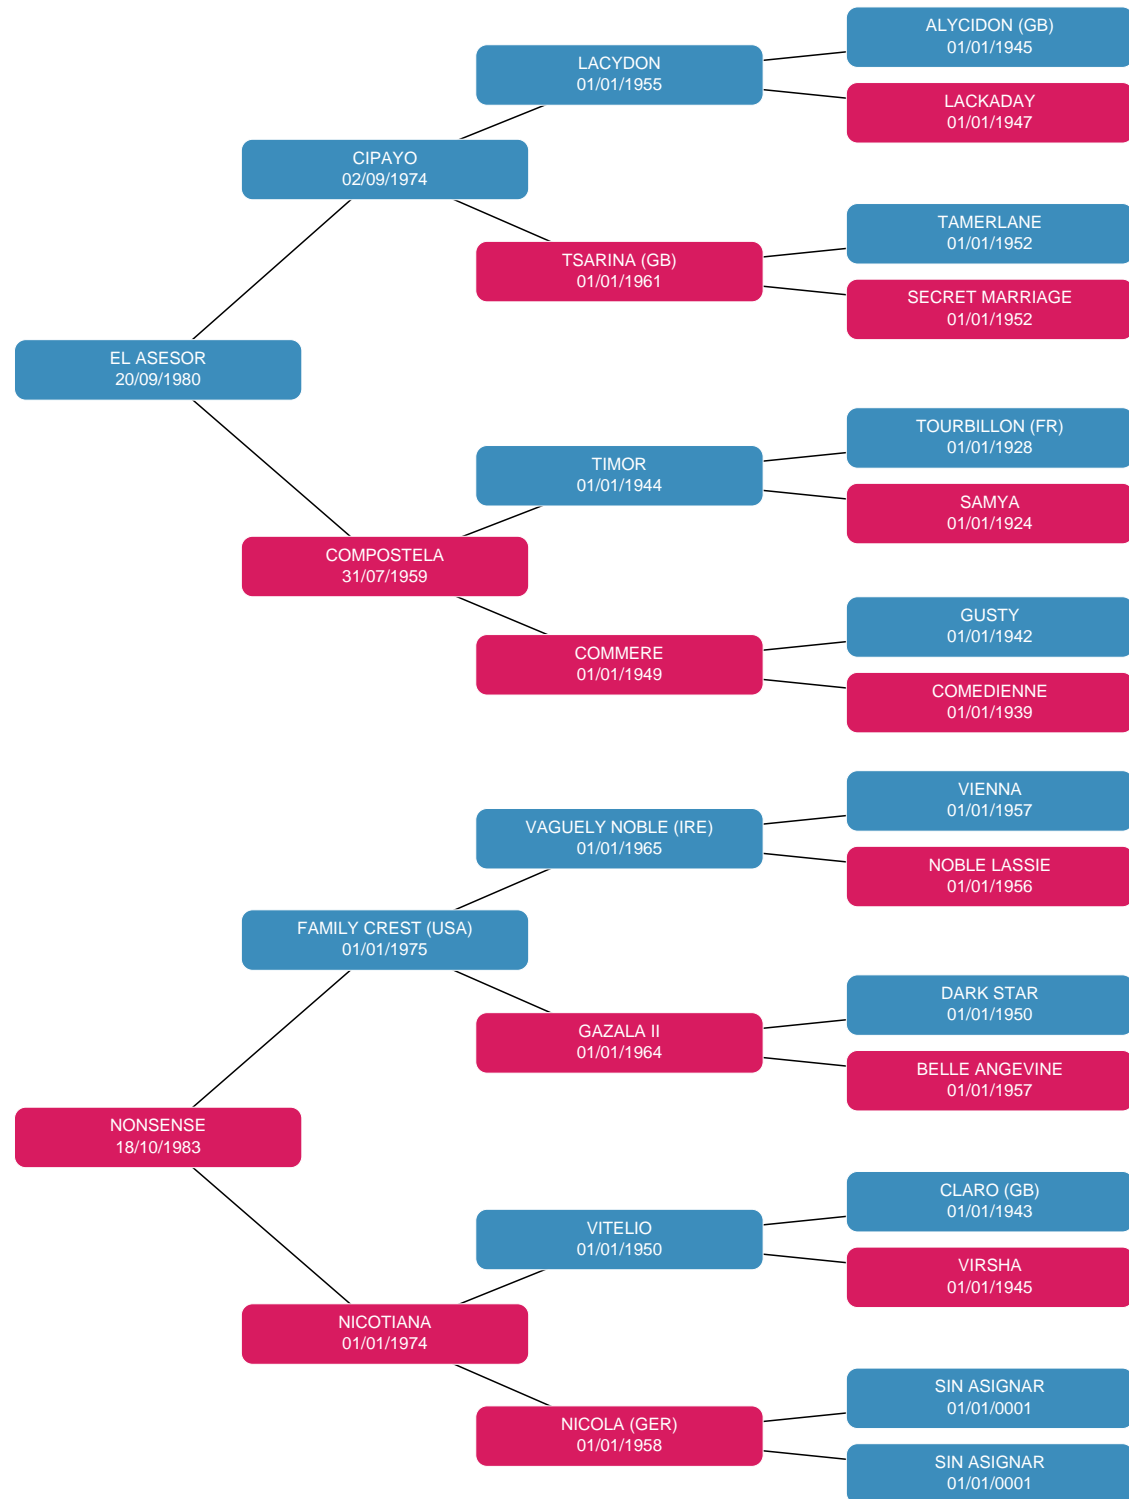 ALYCIDON (GB)
01/01/1945
LACYDON
01/01/1955
LACKADAY
01/01/1947
CIPAYO
02/09/1974
TAMERLANE
01/01/1952
TSARINA (GB)
01/01/1961
SECRET MARRIAGE
01/01/1952
EL ASESOR
20/09/1980
TOURBILLON (FR)
01/01/1928
TIMOR
01/01/1944
SAMYA
01/01/1924
COMPOSTELA
31/07/1959
GUSTY
01/01/1942
COMMERE
01/01/1949
COMEDIENNE
01/01/1939
VIENNA
01/01/1957
VAGUELY NOBLE (IRE)
01/01/1965
NOBLE LASSIE
01/01/1956
FAMILY CREST (USA)
01/01/1975
DARK STAR
01/01/1950
GAZALA II
01/01/1964
BELLE ANGEVINE
01/01/1957
NONSENSE
18/10/1983
CLARO (GB)
01/01/1943
VITELIO
01/01/1950
VIRSHA
01/01/1945
NICOTIANA
01/01/1974
SIN ASIGNAR
01/01/0001
NICOLA (GER)
01/01/1958
SIN ASIGNAR
01/01/0001